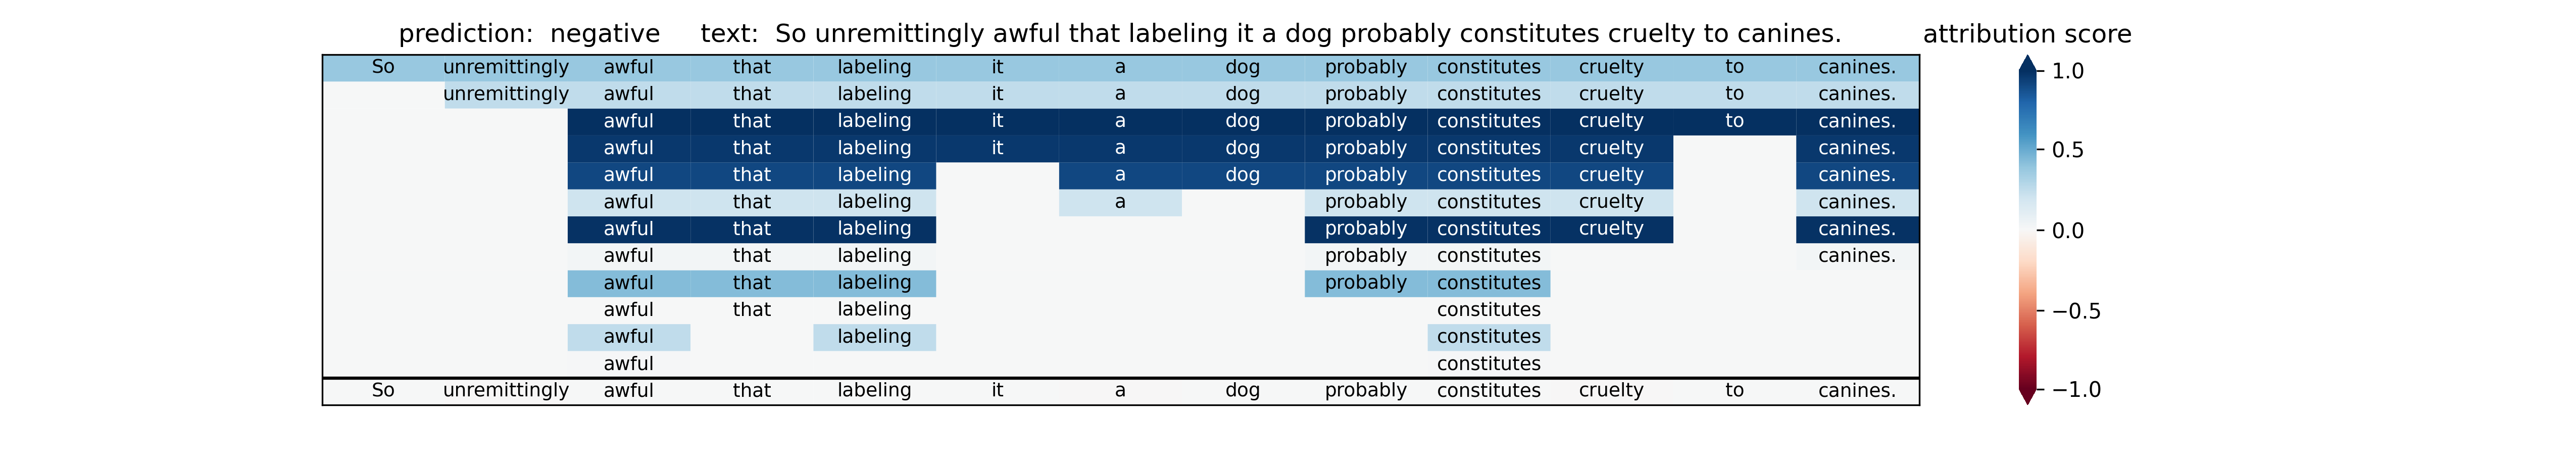 prediction: negative text: So unremittingly awful that labeling it a dog probably constitutes cruelty to canines. attribution score
So unremittingly awful that labeling it a dog probably constitutes cruelty to canines.
unremittingly awful that labeling it a dog probably constitutes cruelty to canines.
awful that labeling it a dog probably constitutes cruelty to canines.
awful that labeling it a dog probably constitutes cruelty canines.
awful that labeling a dog probably constitutes cruelty canines.
awful that labeling a probably constitutes cruelty canines.
awful that labeling probably constitutes cruelty canines.
awful that labeling probably constitutes canines.
awful that labeling probably constitutes
awful that labeling constitutes
awful labeling constitutes
awful constitutes
So unremittingly awful that labeling it a dog probably constitutes cruelty to canines.
1.0
0.5
0.0
−0.5
−1.0